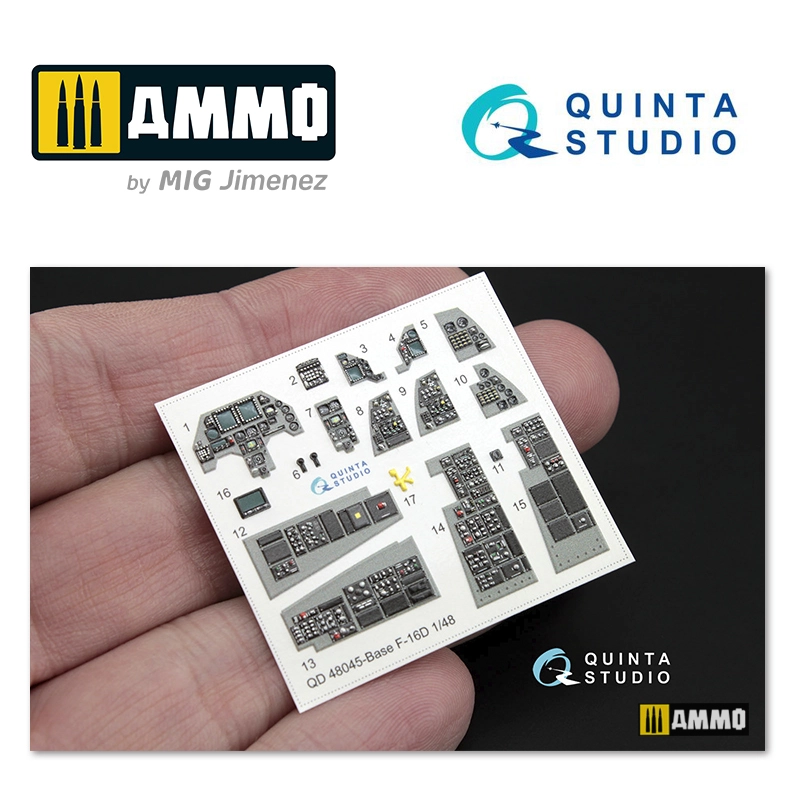 AMMO
by MIG Jimenez
QUINTA
STUDIO
1
2
3
4
5
6
7
8
9
10
11
12
13
14
15
16
17
QUINTA
STUDIO
QD 48045-Base F-16D 1/48
QUINTA
STUDIO
AMMO